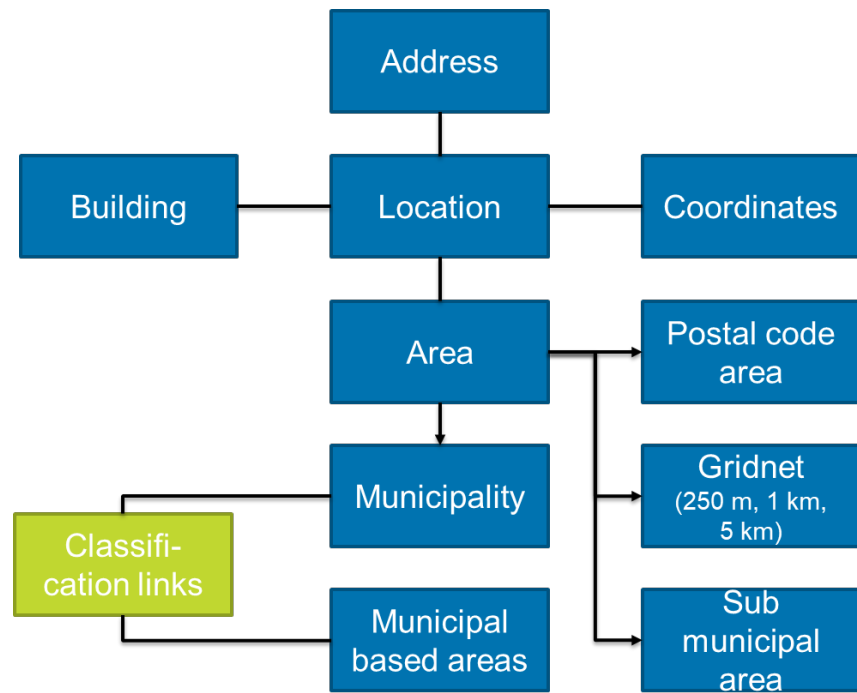 Address
Building
Location
Coordinates
Area
Postal code
area
Municipality
Gridnet
(250 m, 1 km,
5 km)
Classifi-
cation links
Municipal
based areas
Sub
municipal
area